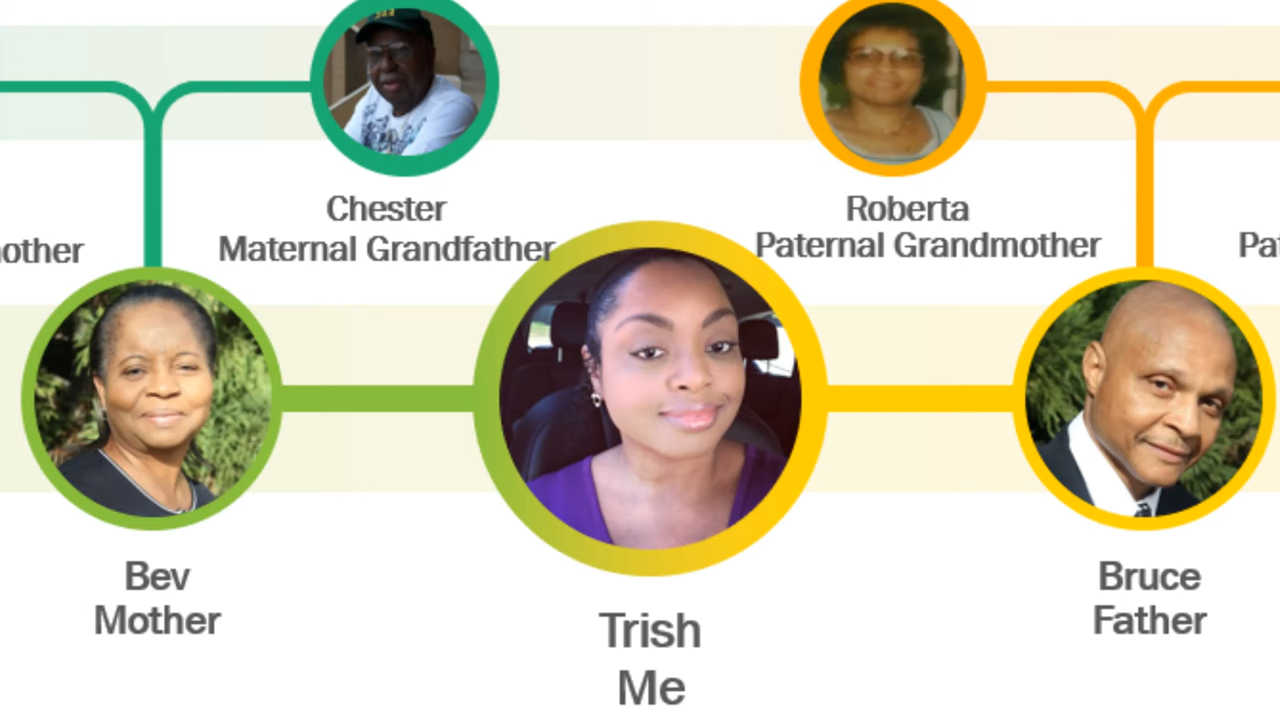 Chester
Maternal Grandfather
Roberta
Paternal Grandmother
Bev
Mother
Trish
Me
Bruce
Father